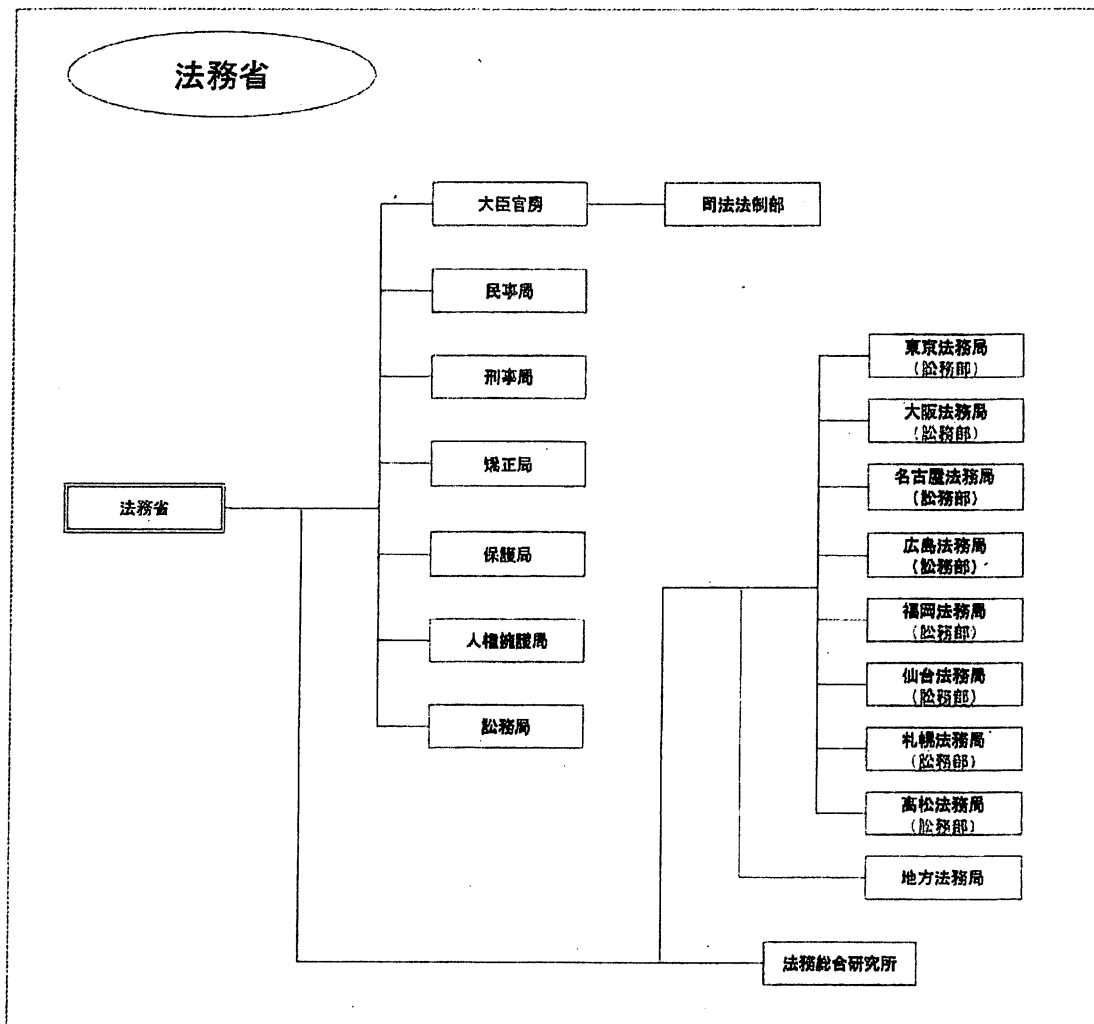 法務省
大臣官房
司法法制部
民事局
刑事局
矯正局
法務省
保護局
人権擁護局
訟務局
東京法務局
(訟務部)
大阪法務局
(訟務部)
名古屋法務局
(訟務部)
広島法務局
(訟務部)
福岡法務局
(訟務部)
仙台法務局
(訟務部)
札幌法務局
(訟務部)
高松法務局
(訟務部)
地方法務局
法務総合研究所